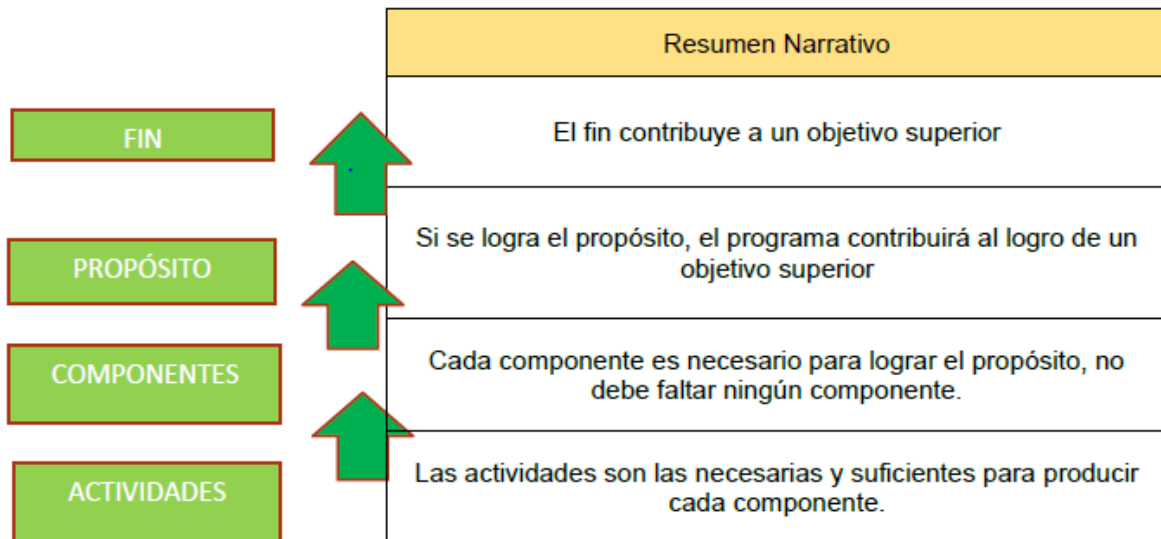 Resumen Narrativo
FIN
El fin contribuye a un objetivo superior
PROPÓSITO
Si se logra el propósito, el programa contribuirá al logro de un
objetivo superior
COMPONENTES
Cada componente es necesario para lograr el propósito, no
debe faltar ningún componente.
ACTIVIDADES
Las actividades son las necesarias y suficientes para producir
cada componente.